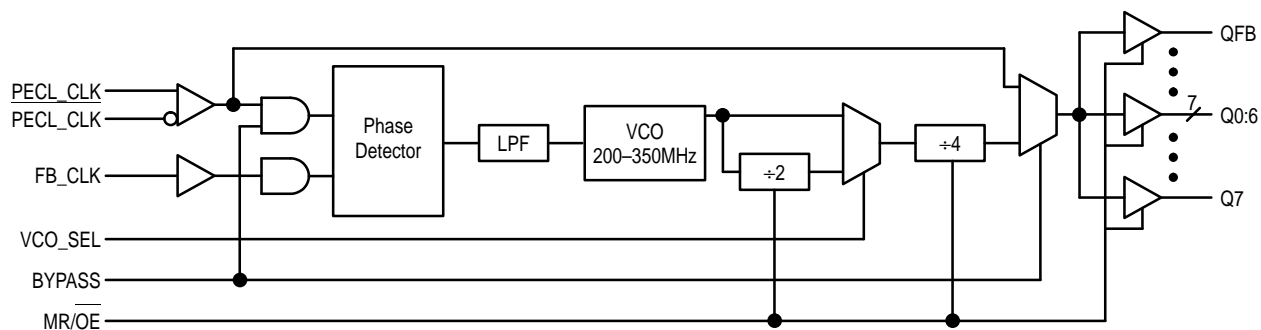 PECL_CLK
PECL_CLK
FB_CLK
VCO_SEL
BYPASS
MR/OE
Phase
Detector
LPF
VCO
200–350MHz
÷2
÷4
QFB
7
Q0:6
Q7